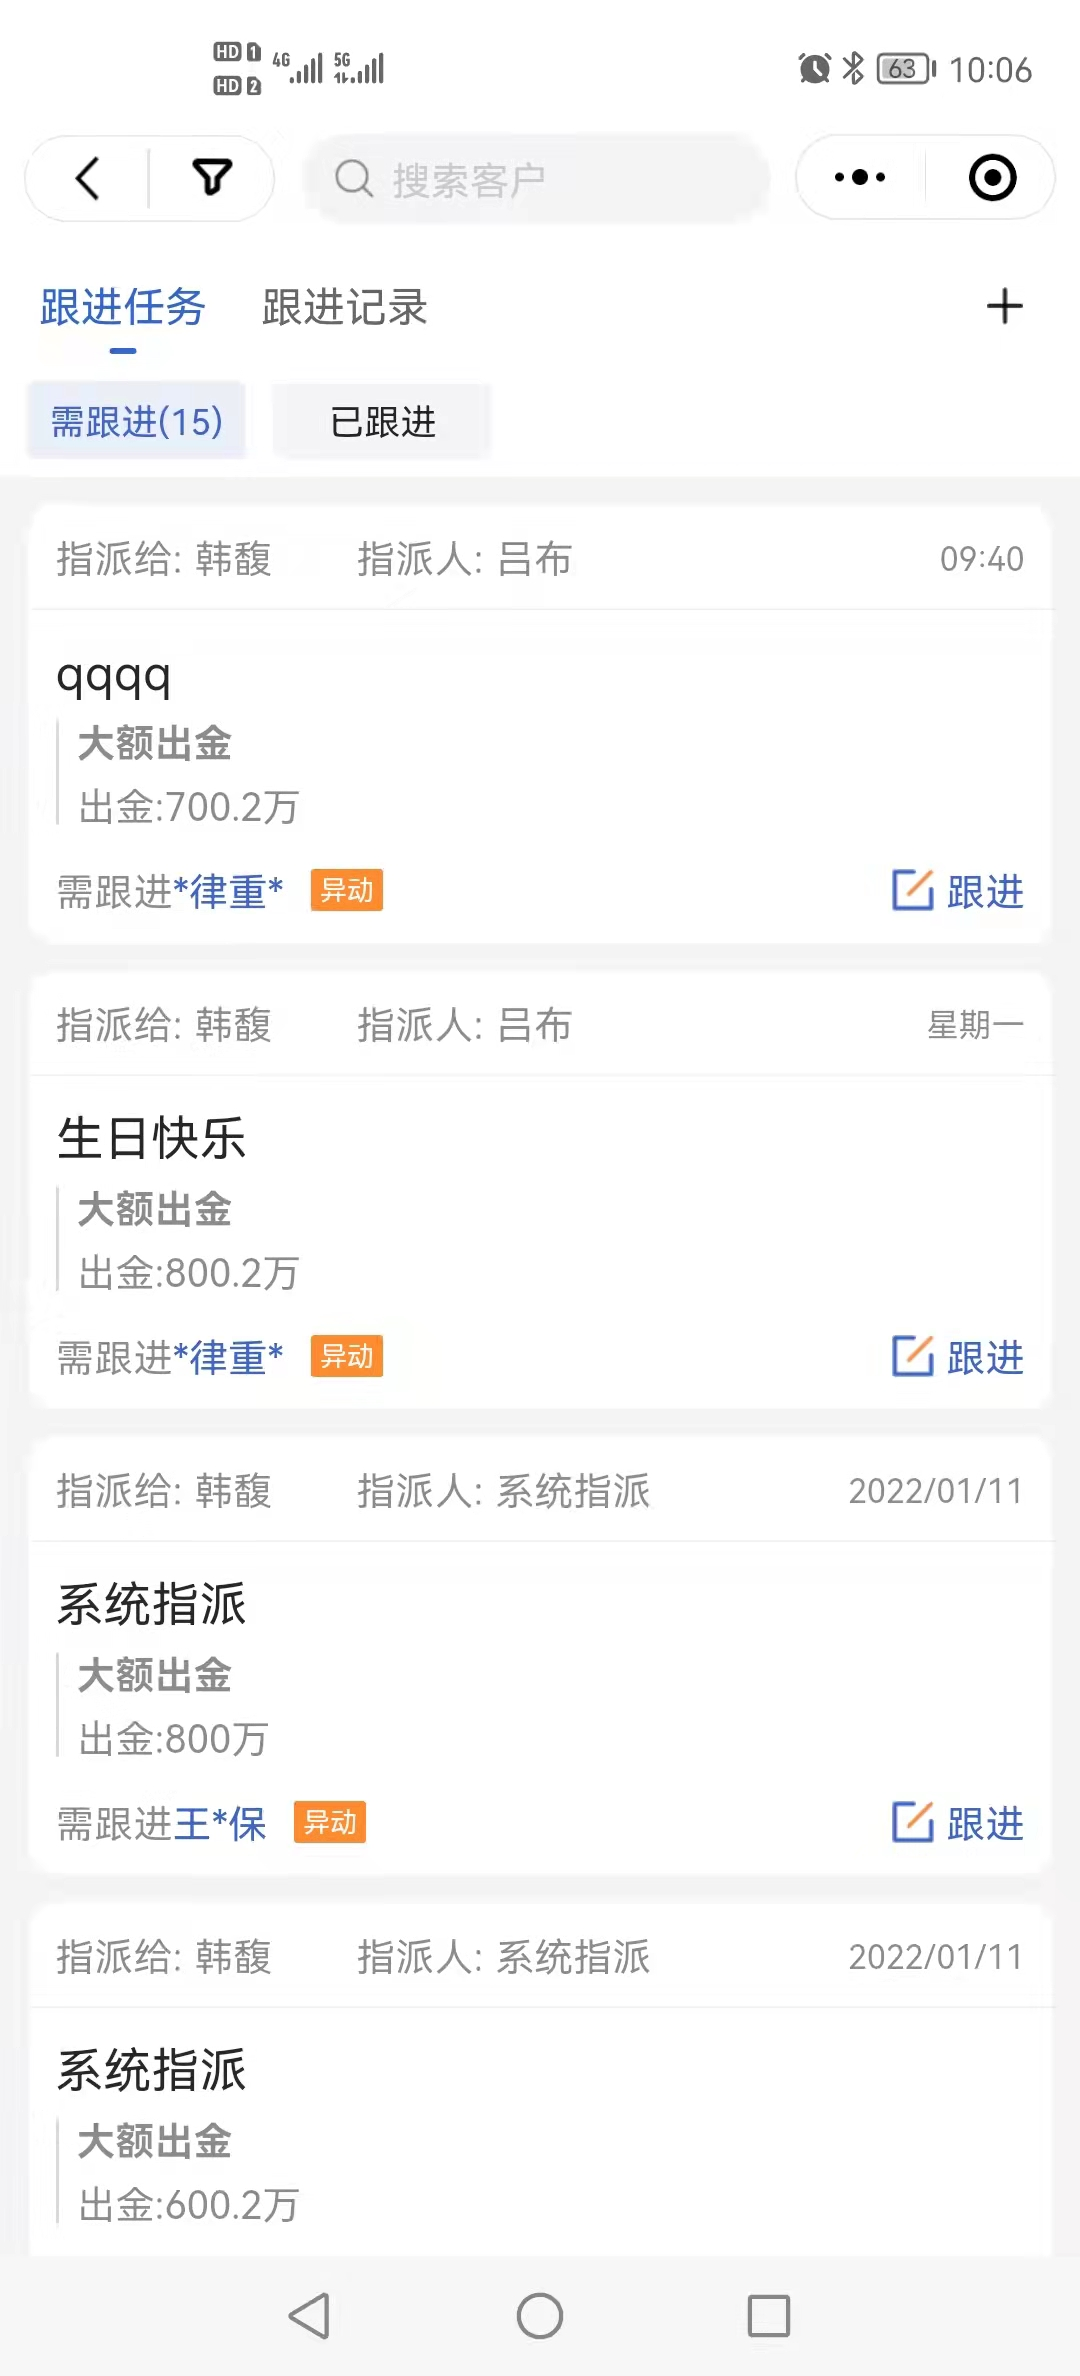 HD 1 4G 5G
HD 2
63 10:06
搜索客户
跟进任务 跟进记录
需跟进(15) 已跟进
指派给: 韩馥 指派人: 吕布 09:40
qqqq
大额出金
出金:700.2万
需跟进*律重* 异动 跟进
指派给: 韩馥 指派人: 吕布 星期一
生日快乐
大额出金
出金:800.2万
需跟进*律重* 异动 跟进
指派给: 韩馥 指派人: 系统指派 2022/01/11
系统指派
大额出金
出金:800万
需跟进王*保 异动 跟进
指派给: 韩馥 指派人: 系统指派 2022/01/11
系统指派
大额出金
出金:600.2万